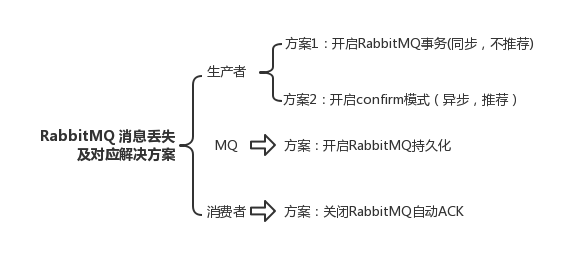 RabbitMQ 消息丢失
及对应解决方案
生产者
方案1：开启RabbitMQ事务(同步，不推荐)
方案2：开启confirm模式（异步，推荐）
MQ
方案：开启RabbitMQ持久化
消费者
方案：关闭RabbitMQ自动ACK